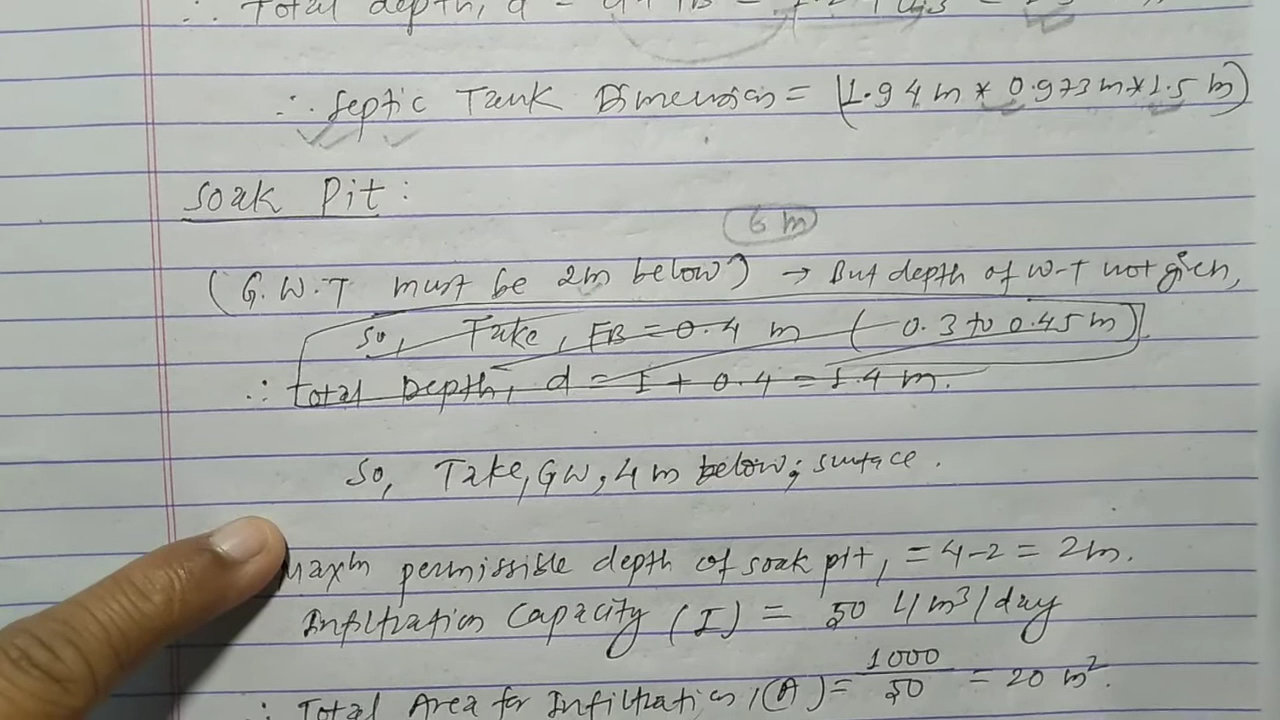 ∴ Total depth, d =
∴ Septic Tank Dimension = (1.94 m * 0.973 m * 1.5 m)
Soak Pit :
6 m
(G.W.T must be 2m below) → But depth of W.T not given,
so, Take, FB = 0.4 m (0.3 to 0.45 m)
∴ total Depth, d = 1 + 0.4 = 1.4 m.
So, Take, GW, 4 m below, surface.
Maxm permissible depth of soak pit, = 4-2 = 2m.
Infiltration Capacity (I) = 50 L/m³/day
∴ Total Area for Infiltration, (A) = 1000/50 = 20 m².